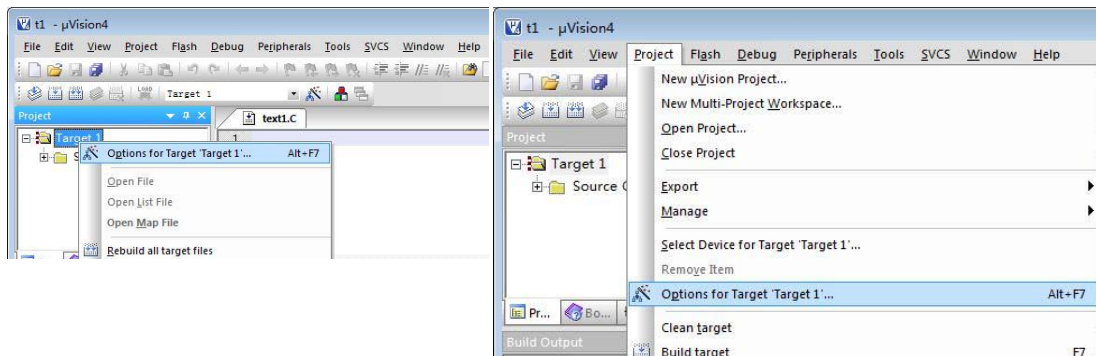 t1 - µVision4
File Edit View Project Flash Debug Peripherals Tools SVCS Window Help
Target 1
Project
text1.C
Target 1
1
Options for Target 'Target 1'... Alt+F7
Open File
Open List File
Open Map File
Rebuild all target files
t1 - µVision4
File Edit View Project Flash Debug Peripherals Tools SVCS Window Help
New µVision Project...
New Multi-Project Workspace...
Open Project...
Close Project
Export
Manage
Select Device for Target 'Target 1'...
Remove Item
Options for Target 'Target 1'... Alt+F7
Clean target
Build target F7
Project
Target 1
Source
Pr... Bo...
Build Output